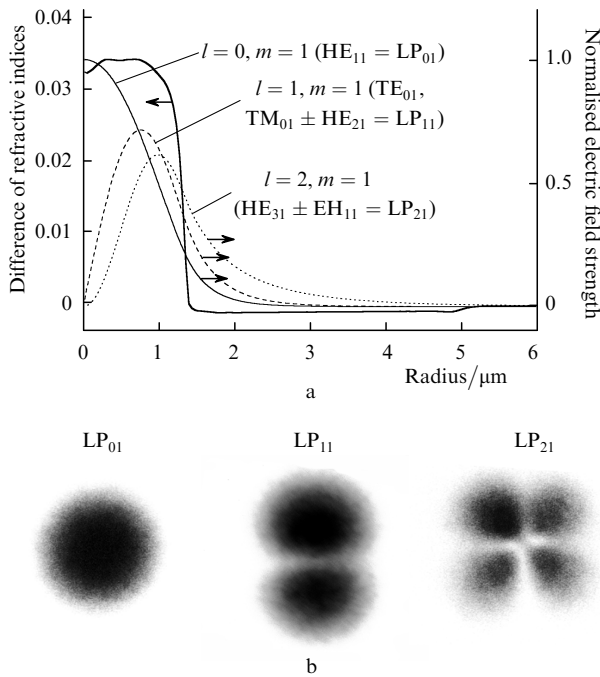 Difference of refractive indices
0.04
0.03
0.02
0.01
0
l = 0, m = 1 (HE₁₁ = LP₀₁)
l = 1, m = 1 (TE₀₁,
TM₀₁ ± HE₂₁ = LP₁₁)
l = 2, m = 1
(HE₃₁ ± EH₁₁ = LP₂₁)
1.0
0.5
0
Normalised electric field strength
0 1 2 3 4 5 6
Radius/μm
a
LP₀₁ LP₁₁ LP₂₁
b